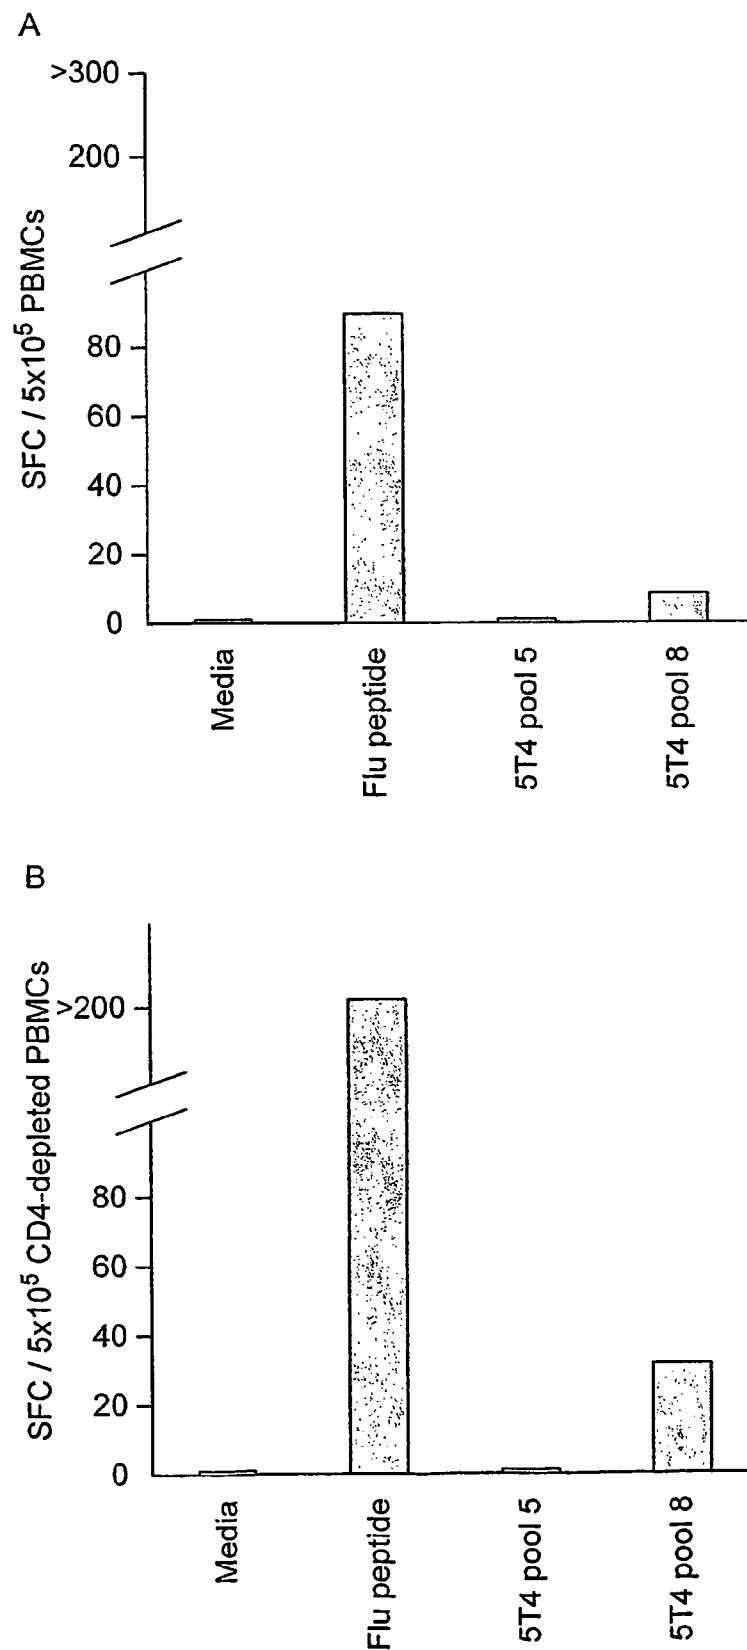 A
>300
200
80
60
40
20
0
SFC / 5x10⁵ PBMCs
Media
Flu peptide
5T4 pool 5
5T4 pool 8
B
>200
80
60
40
20
0
SFC / 5x10⁵ CD4-depleted PBMCs
Media
Flu peptide
5T4 pool 5
5T4 pool 8